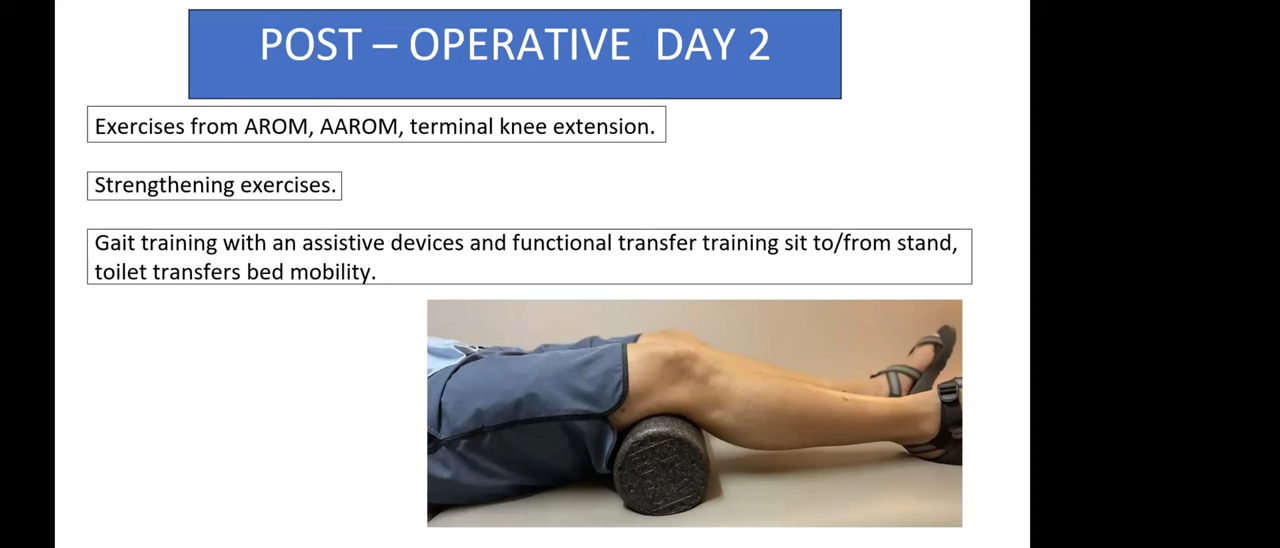 POST – OPERATIVE DAY 2
Exercises from AROM, AAROM, terminal knee extension.
Strengthening exercises.
Gait training with an assistive devices and functional transfer training sit to/from stand,
toilet transfers bed mobility.